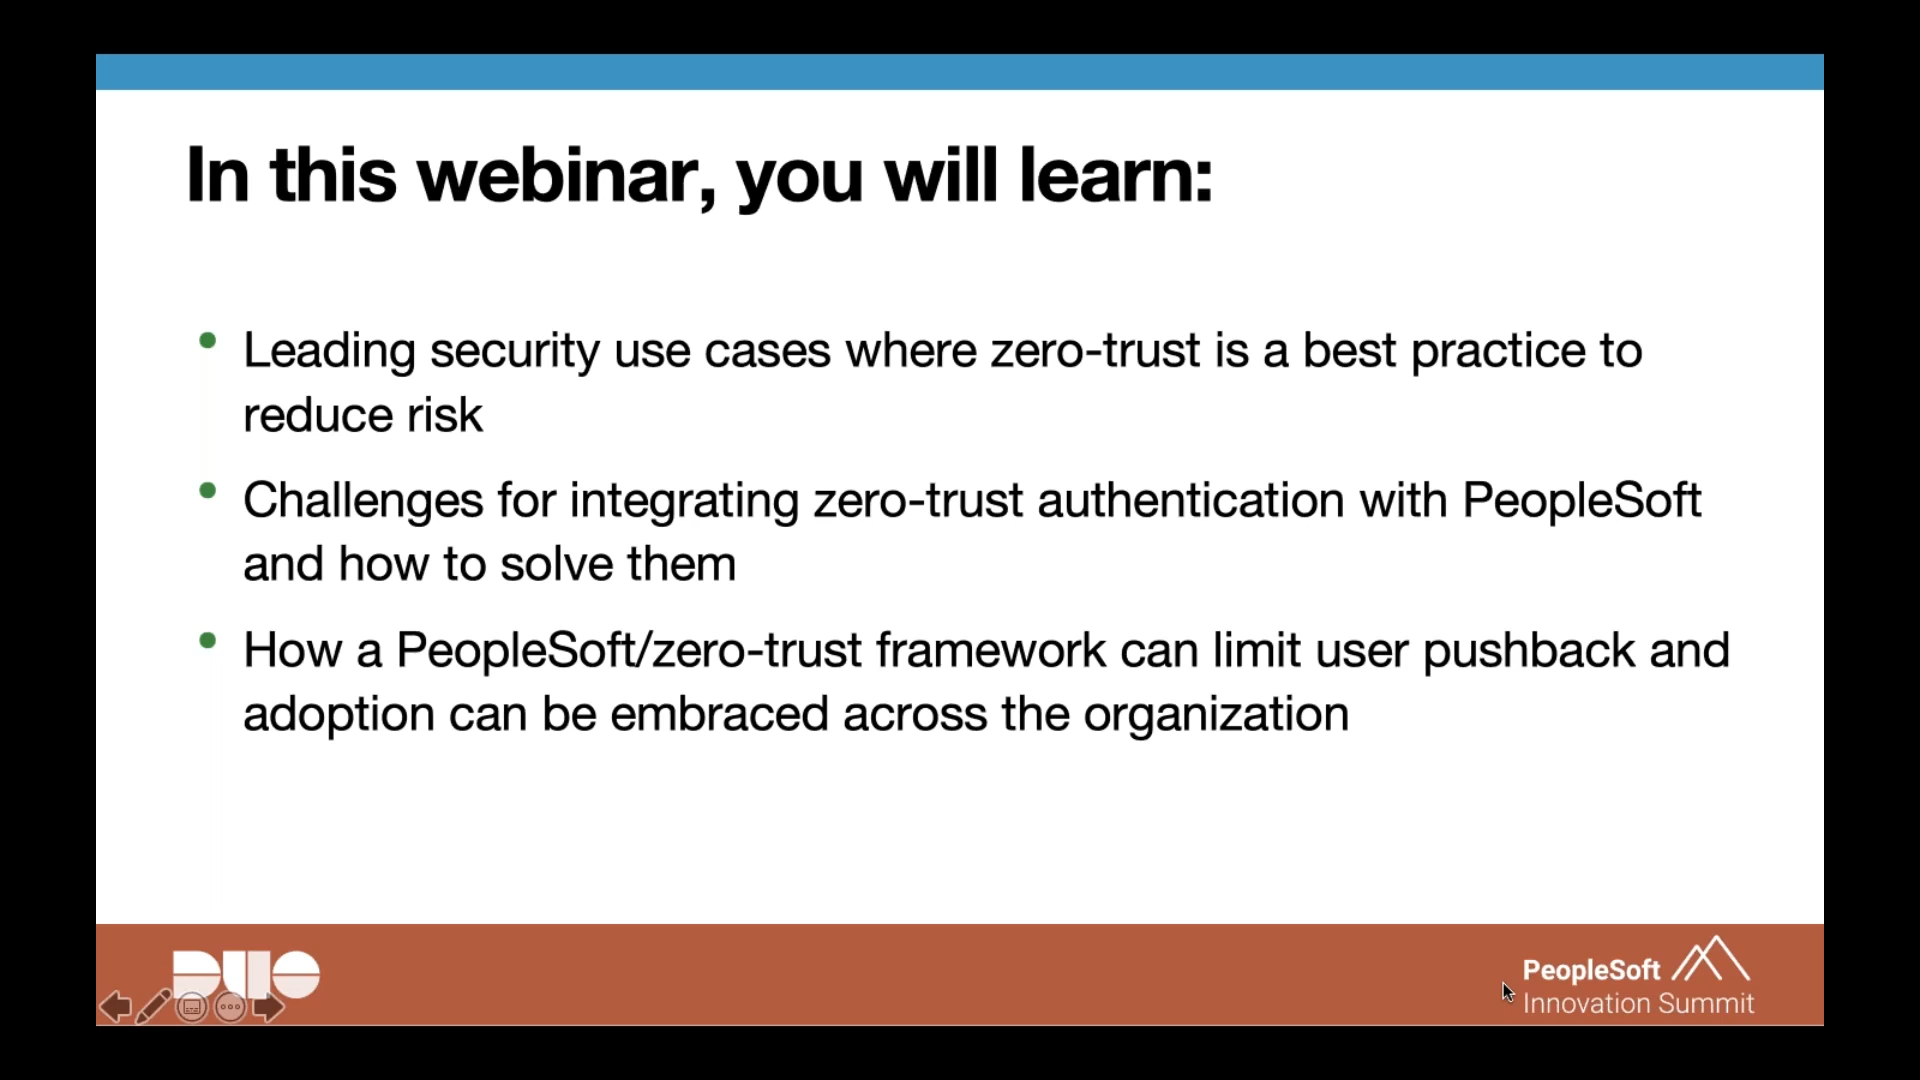 In this webinar, you will learn:
• Leading security use cases where zero-trust is a best practice to
reduce risk
• Challenges for integrating zero-trust authentication with PeopleSoft
and how to solve them
• How a PeopleSoft/zero-trust framework can limit user pushback and
adoption can be embraced across the organization
DUO
PeopleSoft
Innovation Summit